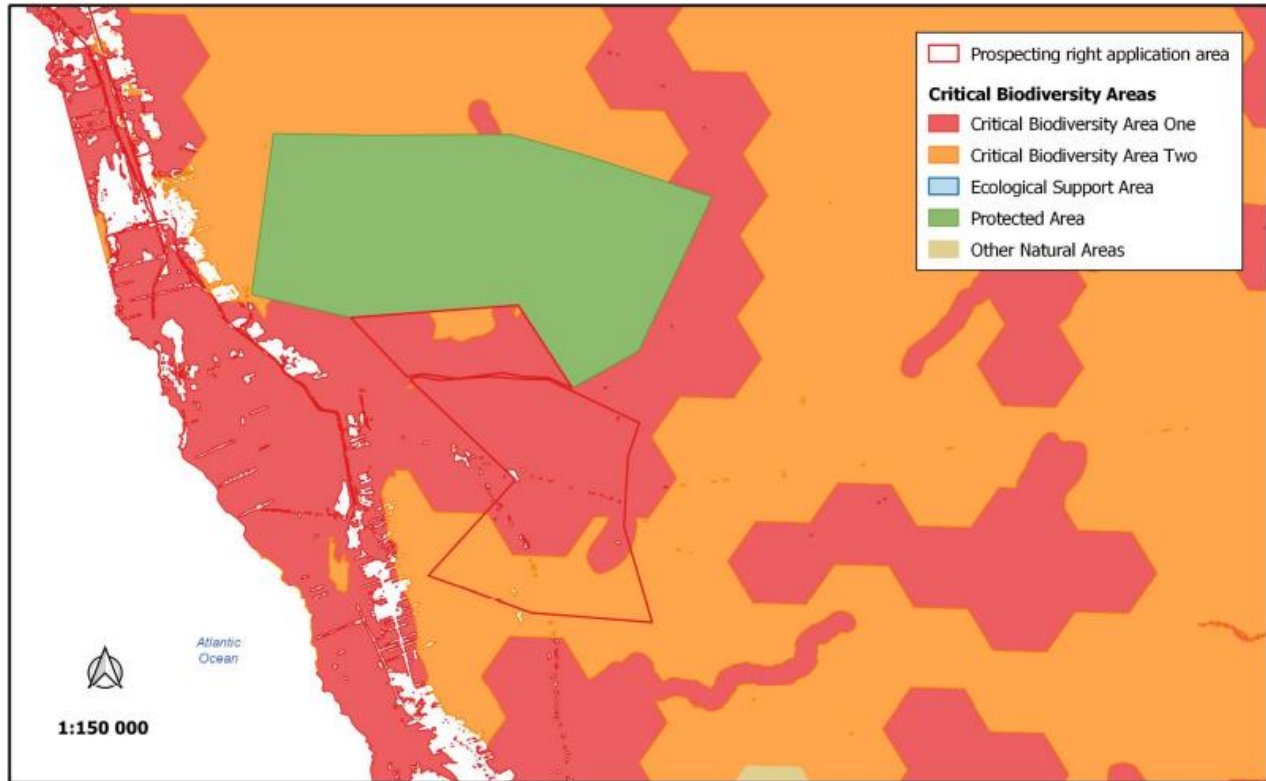 Prospecting right application area
Critical Biodiversity Areas
Critical Biodiversity Area One
Critical Biodiversity Area Two
Ecological Support Area
Protected Area
Other Natural Areas
Atlantic
Ocean
1:150 000